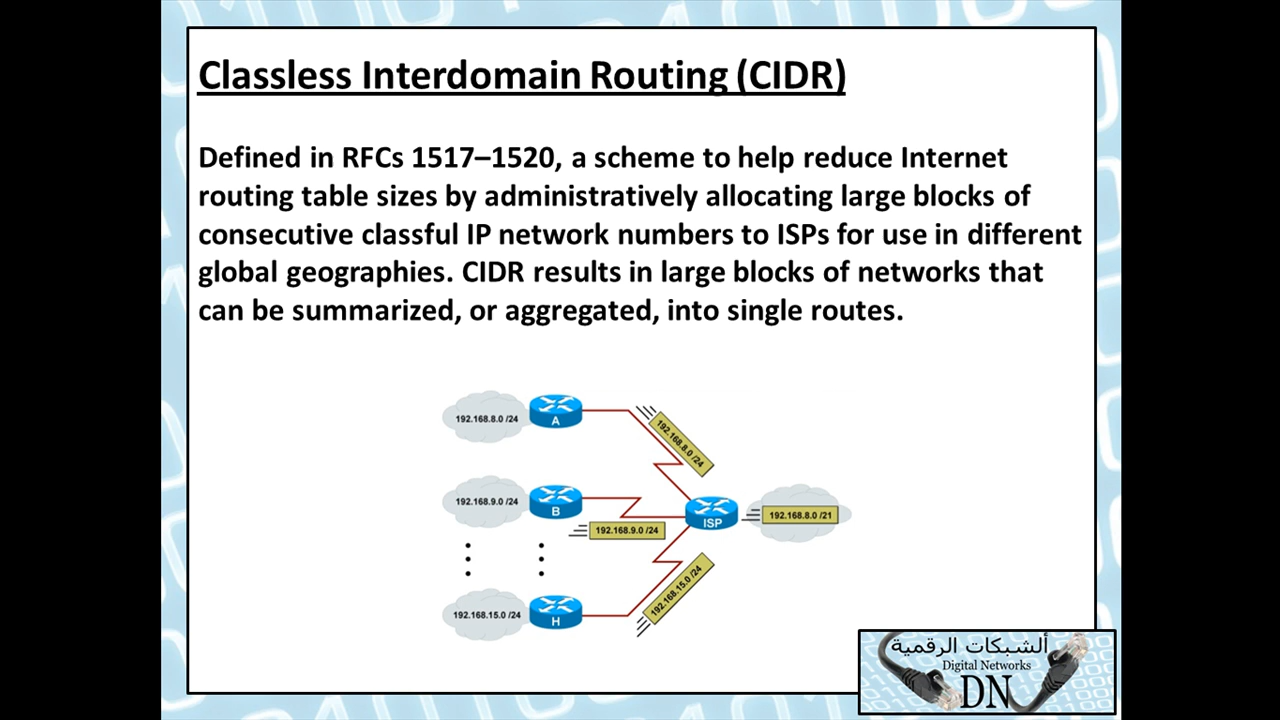 Classless Interdomain Routing (CIDR)
Defined in RFCs 1517–1520, a scheme to help reduce Internet
routing table sizes by administratively allocating large blocks of
consecutive classful IP network numbers to ISPs for use in different
global geographies. CIDR results in large blocks of networks that
can be summarized, or aggregated, into single routes.
192.168.8.0 /24
A
192.168.8.0 /24
192.168.9.0 /24
B
192.168.9.0 /24
ISP
192.168.8.0 /21
192.168.15.0 /24
H
192.168.15.0 /24
ألشبكات الرقمية
Digital Networks
DN